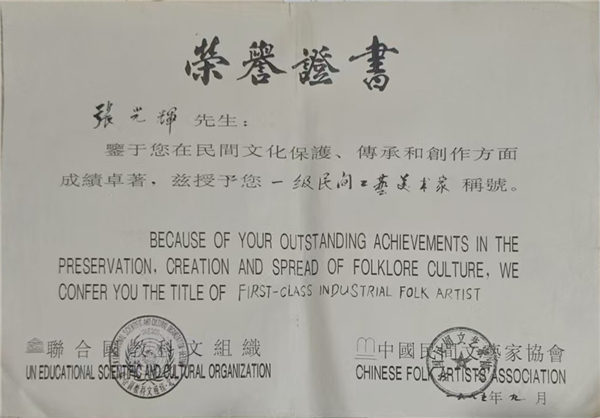 榮譽證書
張光輝 先生：
鑒于您在民間文化保護、傳承和創作方面
成績卓著，兹授予您 一级民间工藝美术家 稱號。
BECAUSE OF YOUR OUTSTANDING ACHIEVEMENTS IN THE
PRESERVATION, CREATION AND SPREAD OF FOLKLORE CULTURE, WE
CONFER YOU THE TITLE OF FIRST-CLASS INDUSTRIAL FOLK ARTIST
聯合國教科文組織
UN EDUCATIONAL SCIENTIFIC AND CULTURAL ORGANIZATION
中國民間文藝家協會
CHINESE FOLK ARTISTS ASSOCIATION
年九月